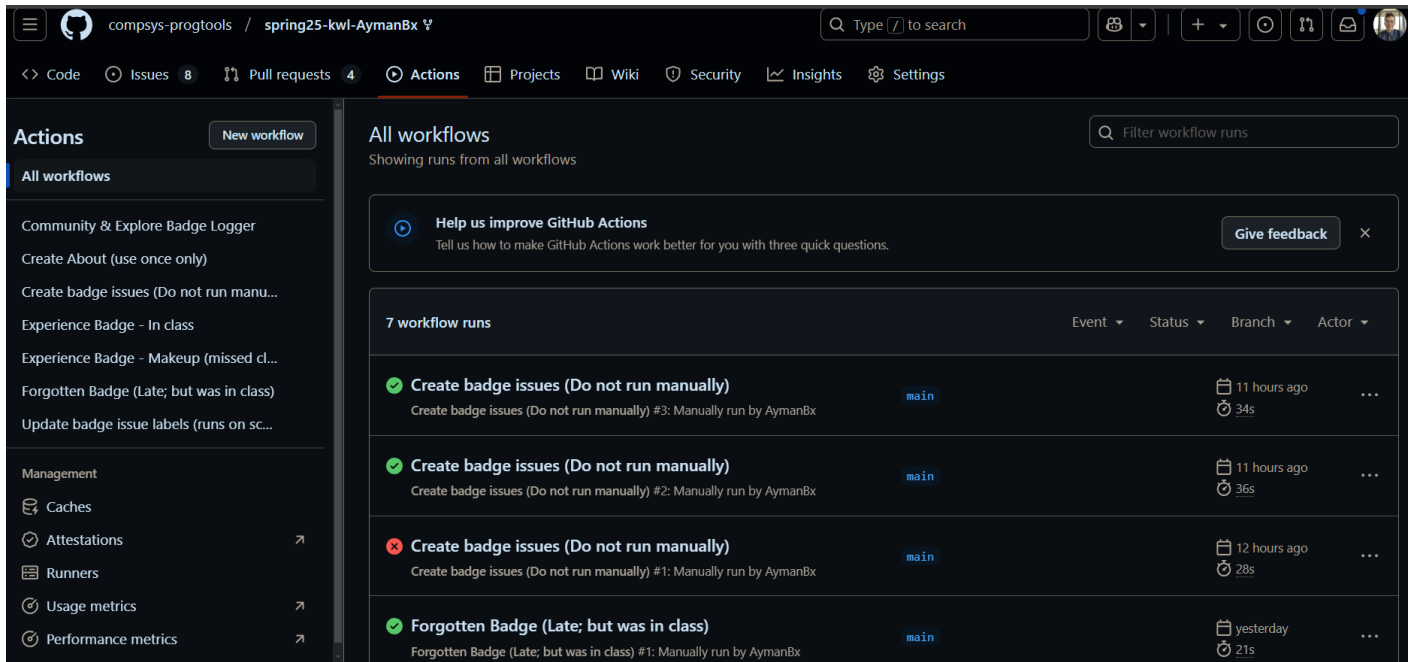 compsys-progtools / spring25-kwl-AymanBx
Type / to search
Code Issues 8 Pull requests 4 Actions Projects Wiki Security Insights Settings
Actions
New workflow
All workflows
Community & Explore Badge Logger
Create About (use once only)
Create badge issues (Do not run manu...
Experience Badge - In class
Experience Badge - Makeup (missed cl...
Forgotten Badge (Late; but was in class)
Update badge issue labels (runs on sc...
Management
Caches
Attestations
Runners
Usage metrics
Performance metrics
All workflows
Showing runs from all workflows
Filter workflow runs
Help us improve GitHub Actions
Tell us how to make GitHub Actions work better for you with three quick questions.
Give feedback
7 workflow runs
Event Status Branch Actor
Create badge issues (Do not run manually)
Create badge issues (Do not run manually) #3: Manually run by AymanBx
main
11 hours ago
34s
Create badge issues (Do not run manually)
Create badge issues (Do not run manually) #2: Manually run by AymanBx
main
11 hours ago
36s
Create badge issues (Do not run manually)
Create badge issues (Do not run manually) #1: Manually run by AymanBx
main
12 hours ago
28s
Forgotten Badge (Late; but was in class)
Forgotten Badge (Late; but was in class) #1: Manually run by AymanBx
main
yesterday
21s